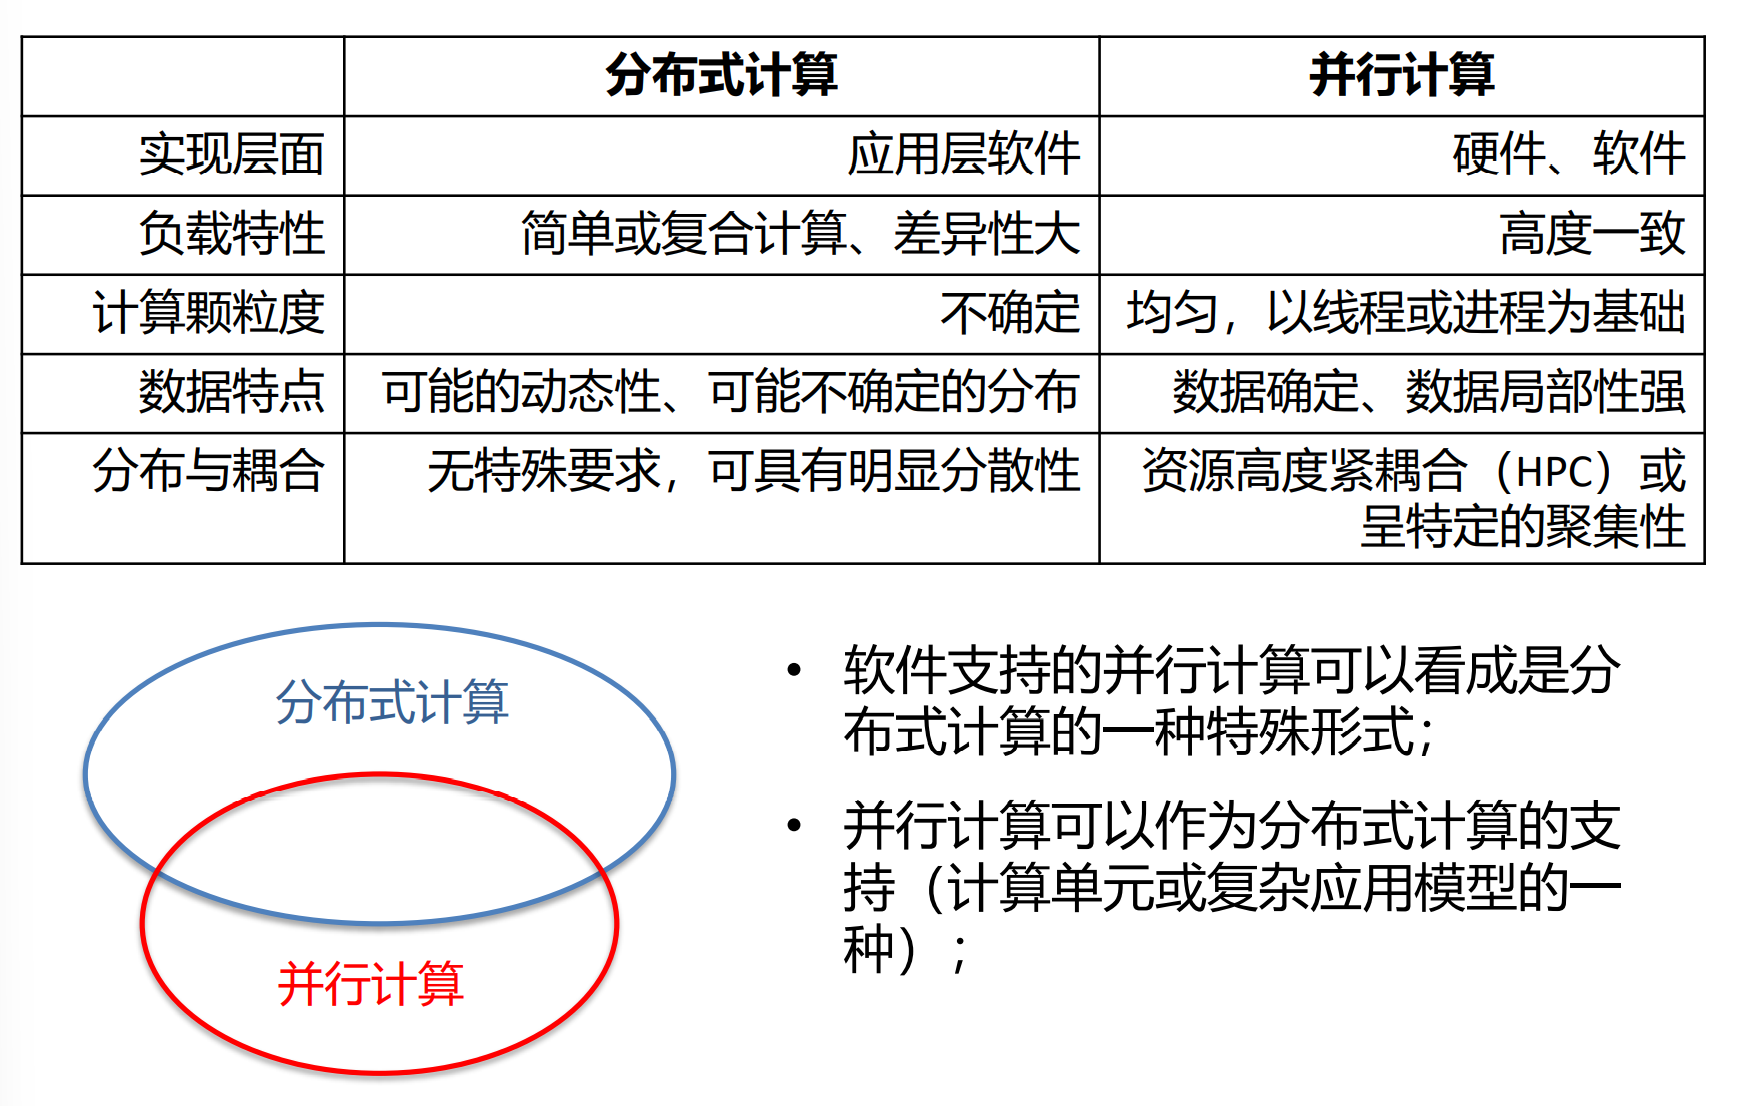 分布式计算 并行计算
实现层面 应用层软件 硬件、软件
负载特性 简单或复合计算、差异性大 高度一致
计算颗粒度 不确定 均匀，以线程或进程为基础
数据特点 可能的动态性、可能不确定的分布 数据确定、数据局部性强
分布与耦合 无特殊要求，可具有明显分散性 资源高度紧耦合（HPC）或
呈特定的聚集性
分布式计算
并行计算
• 软件支持的并行计算可以看成是分
布式计算的一种特殊形式；
• 并行计算可以作为分布式计算的支
持（计算单元或复杂应用模型的一
种）；